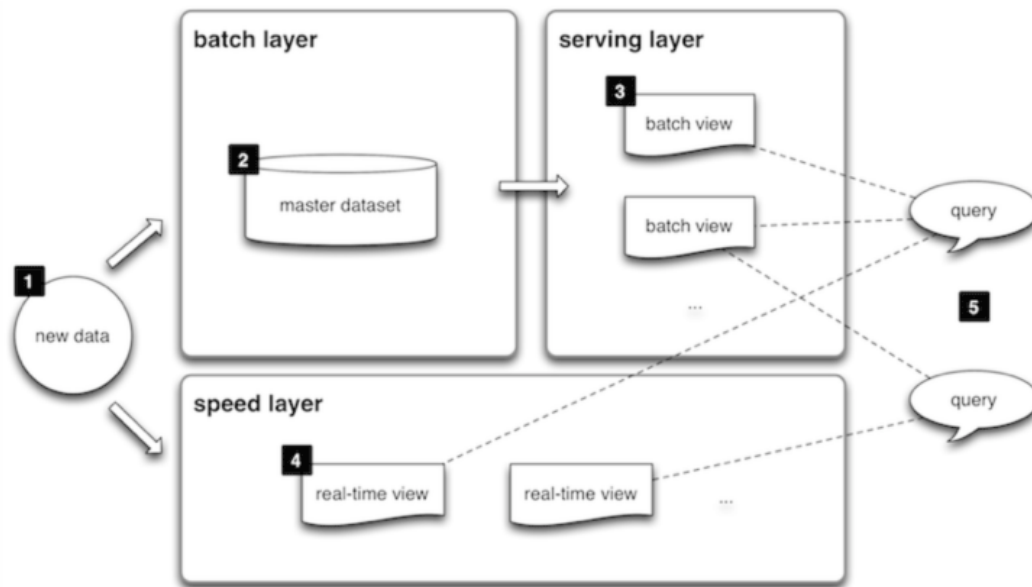 batch layer
serving layer
3
batch view
2
master dataset
query
batch view
1
...
5
new data
speed layer
query
4
real-time view
real-time view
...